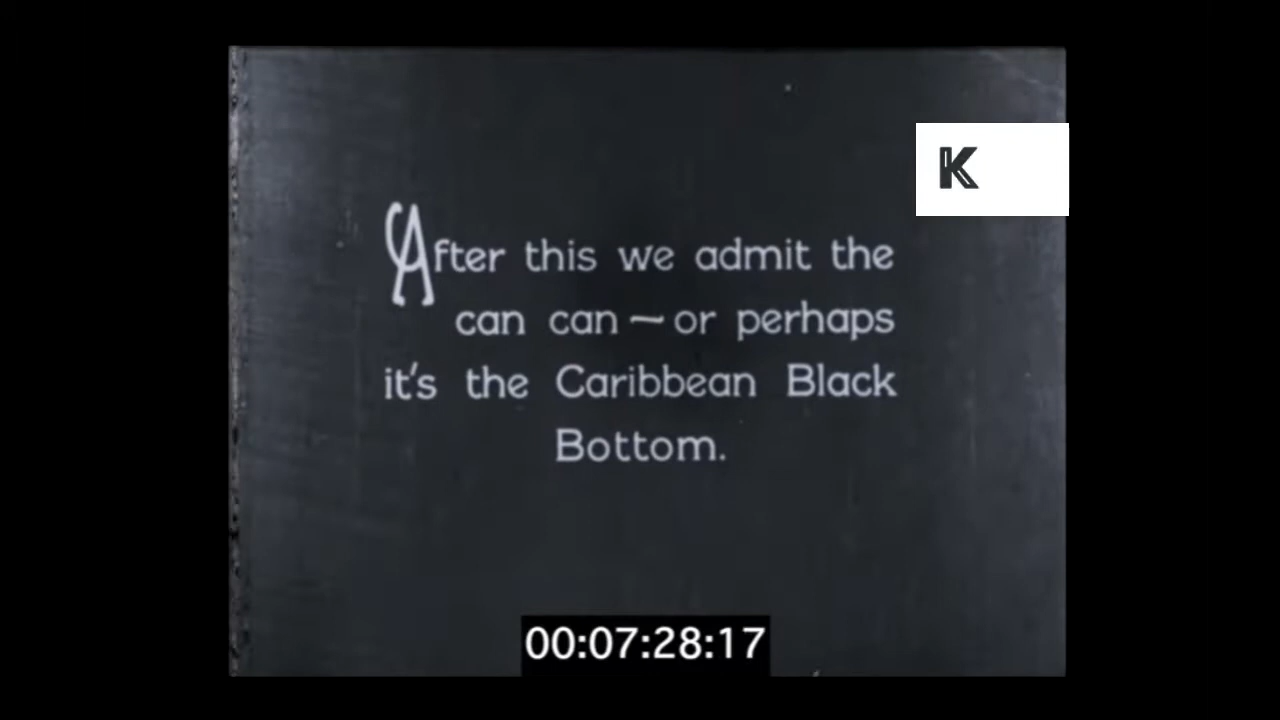 K
After this we admit the
can can — or perhaps
it's the Caribbean Black
Bottom.
00:07:28:17